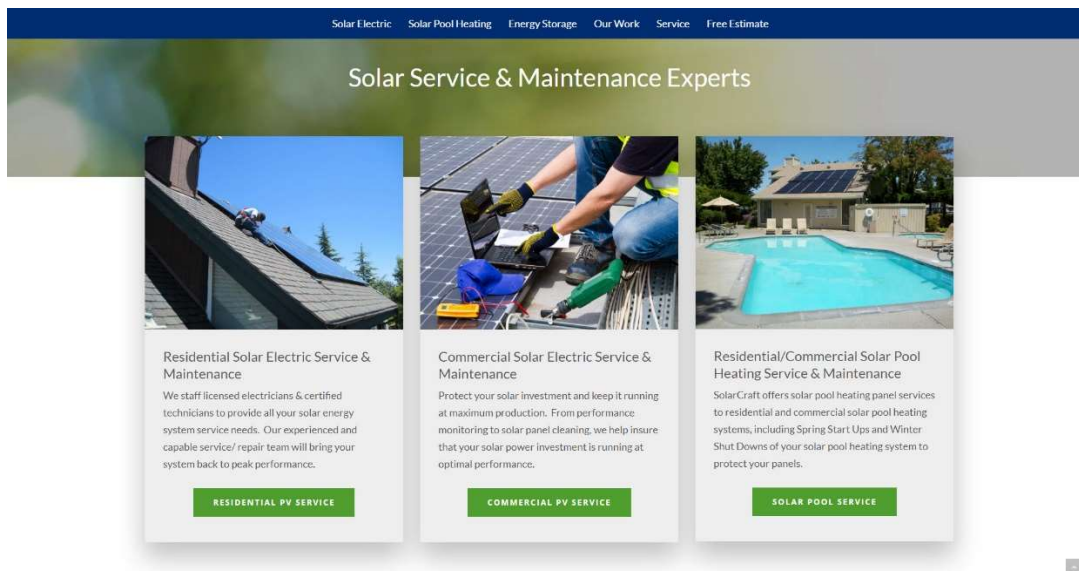 Solar Electric Solar Pool Heating Energy Storage Our Work Service Free Estimate
Solar Service & Maintenance Experts
Residential Solar Electric Service &
Maintenance
We staff licensed electricians & certified
technicians to provide all your solar energy
system service needs. Our experienced and
capable service/ repair team will bring your
system back to peak performance.
RESIDENTIAL PV SERVICE
Commercial Solar Electric Service &
Maintenance
Protect your solar investment and keep it running
at maximum production. From performance
monitoring to solar panel cleaning, we help insure
that your solar power investment is running at
optimal performance.
COMMERCIAL PV SERVICE
Residential/Commercial Solar Pool
Heating Service & Maintenance
SolarCraft offers solar pool heating panel services
to residential and commercial solar pool heating
systems, including Spring Start Ups and Winter
Shut Downs of your solar pool heating system to
protect your panels.
SOLAR POOL SERVICE